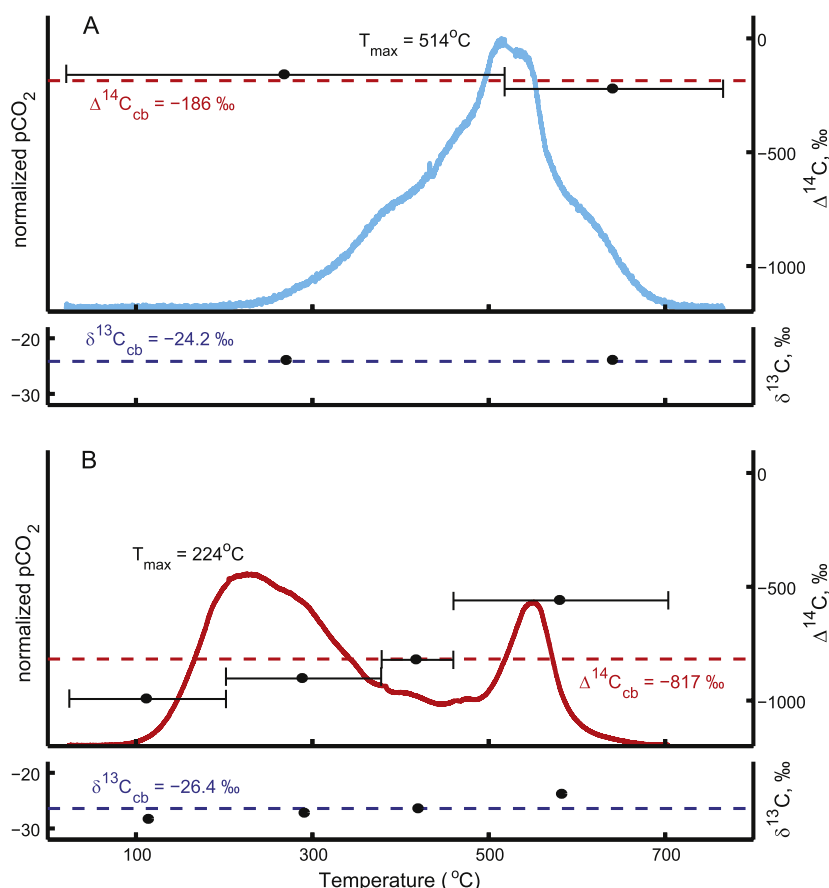 A
T_max = 514°C
Δ¹⁴C_cb = −186 ‰
normalized pCO₂
0
−500
−1000
Δ¹⁴C, ‰
δ¹³C_cb = −24.2 ‰
−20
−30
δ¹³C, ‰
B
T_max = 224°C
normalized pCO₂
0
−500
−1000
Δ¹⁴C, ‰
Δ¹⁴C_cb = −817 ‰
δ¹³C_cb = −26.4 ‰
−20
−30
δ¹³C, ‰
100 300 500 700
Temperature (°C)